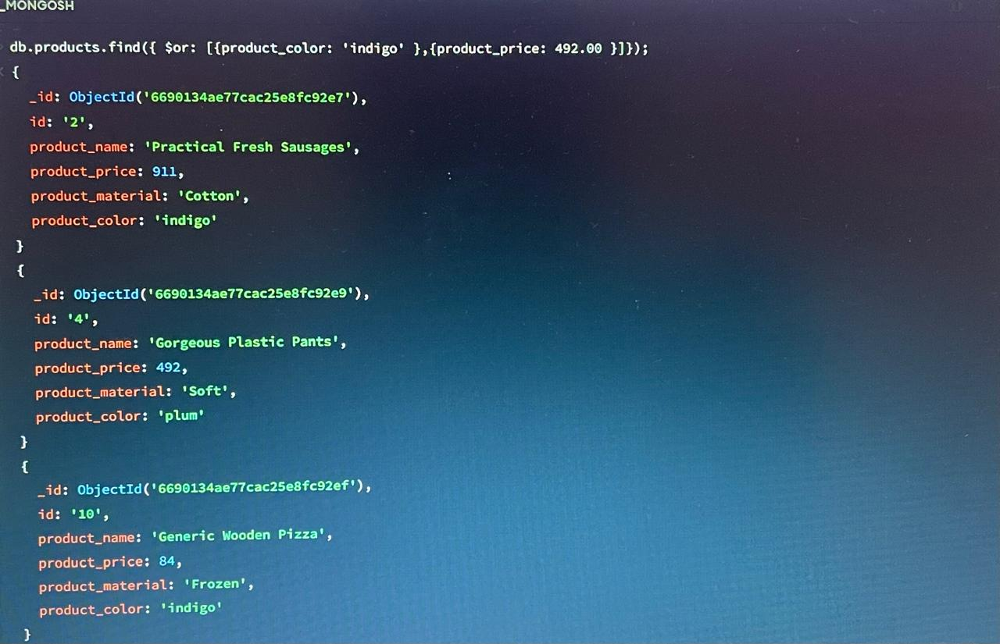 _MONGOSH
db.products.find({ $or: [{product_color: 'indigo' },{product_price: 492.00 }]});
{
_id: ObjectId('6690134ae77cac25e8fc92e7'),
id: '2',
product_name: 'Practical Fresh Sausages',
product_price: 911,
product_material: 'Cotton',
product_color: 'indigo'
}
{
_id: ObjectId('6690134ae77cac25e8fc92e9'),
id: '4',
product_name: 'Gorgeous Plastic Pants',
product_price: 492,
product_material: 'Soft',
product_color: 'plum'
}
{
_id: ObjectId('6690134ae77cac25e8fc92ef'),
id: '10',
product_name: 'Generic Wooden Pizza',
product_price: 84,
product_material: 'Frozen',
product_color: 'indigo'
}